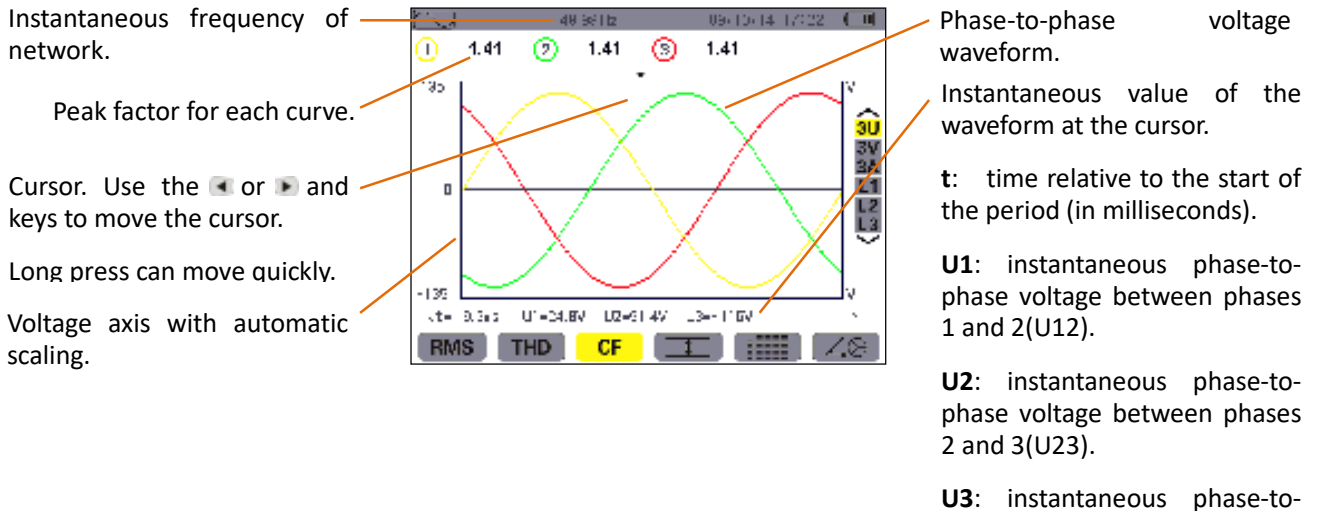 Instantaneous frequency of
network.
Peak factor for each curve.
Cursor. Use the or and
keys to move the cursor.
Long press can move quickly.
Voltage axis with automatic
scaling.
1 1.41 2 1.41 3 1.41
V
0
-135
V
3U
3V
3A
L1
L2
L3
RMS THD CF
Phase-to-phase voltage
waveform.
Instantaneous value of the
waveform at the cursor.
t: time relative to the start of
the period (in milliseconds).
U1: instantaneous phase-to-
phase voltage between phases
1 and 2(U12).
U2: instantaneous phase-to-
phase voltage between phases
2 and 3(U23).
U3: instantaneous phase-to-